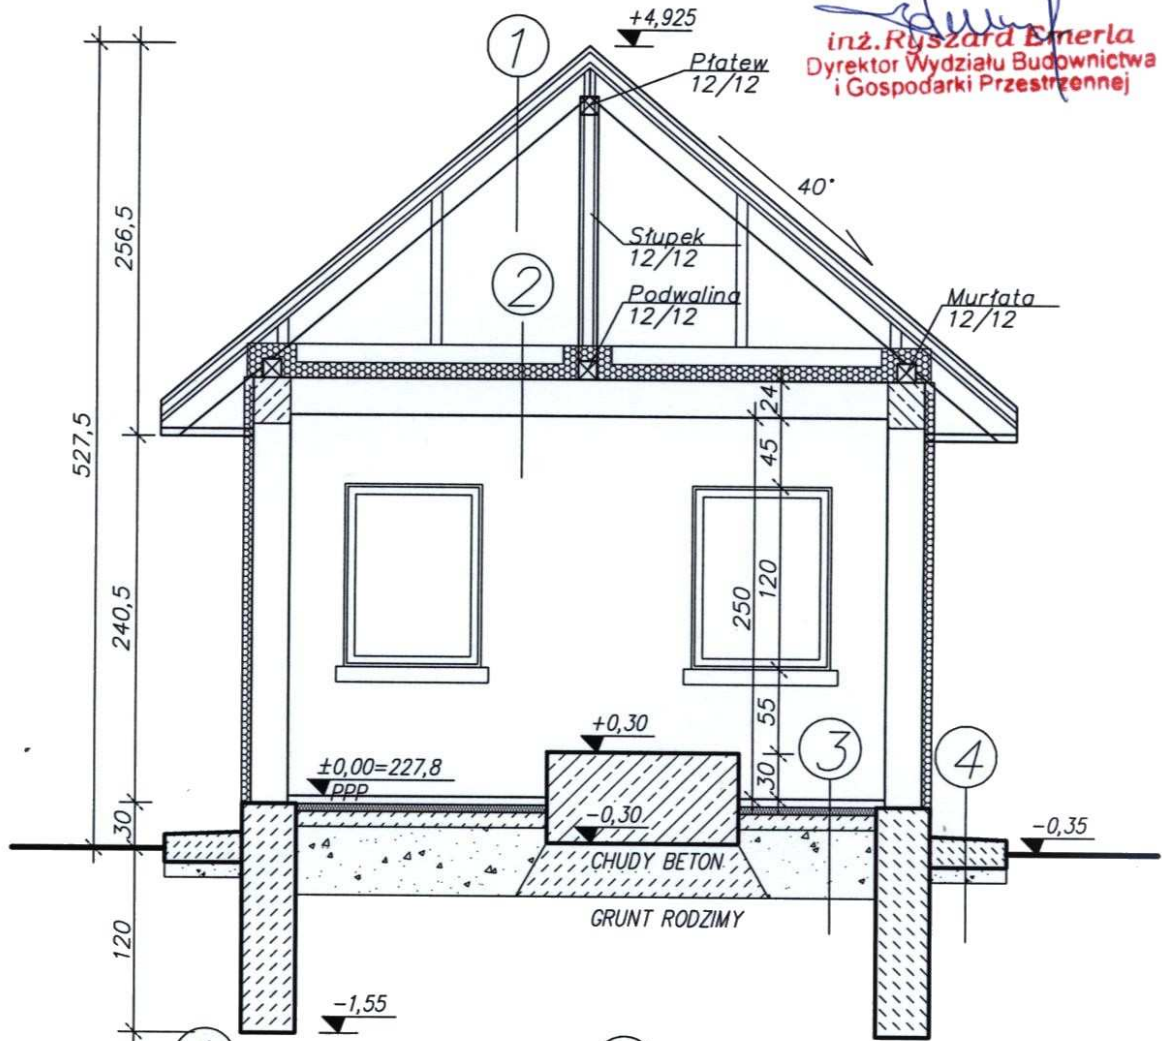 +4,925
inż.Ryszard Emerla
Dyrektor Wydziału Budownictwa
i Gospodarki Przestrzennej
1
Płatew
12/12
40°
256,5
Słupek
12/12
2
Podwalina
12/12
Murłata
12/12
527,5
24
45
240,5
250
120
55
+0,30
3
4
±0,00=227,8
PPP
30
30
-0,30
-0,35
CHUDY BETON
GRUNT RODZIMY
120
-1,55